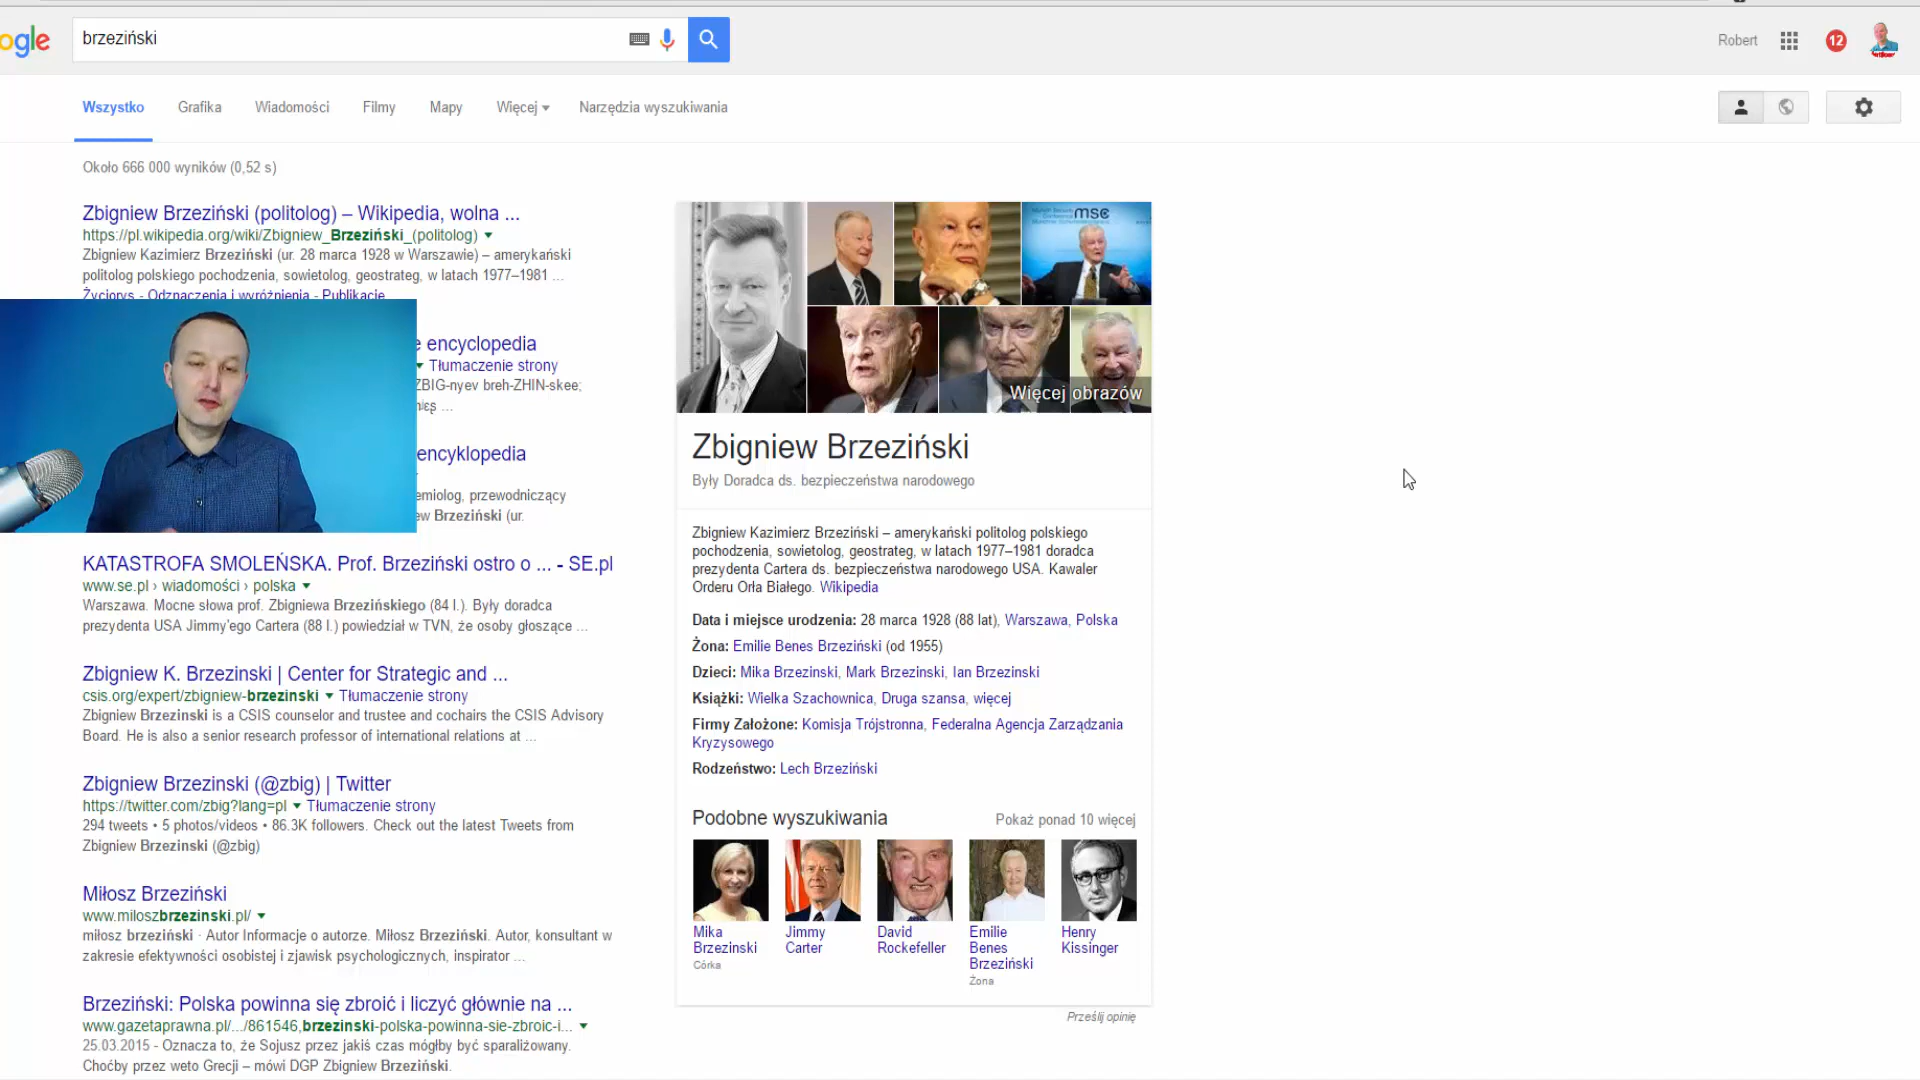 ogle
brzeziński
Robert
12
Wszystko Grafika Wiadomości Filmy Mapy Więcej Narzędzia wyszukiwania
Około 666 000 wyników (0,52 s)
Zbigniew Brzeziński (politolog) – Wikipedia, wolna ...
https://pl.wikipedia.org/wiki/Zbigniew_Brzeziński_(politolog)
Zbigniew Kazimierz Brzeziński (ur. 28 marca 1928 w Warszawie) – amerykański
politolog polskiego pochodzenia, sowietolog, geostrateg, w latach 1977–1981 ...
Życiorys - Odznaczenia i wyróżnienia - Publikacje
e encyclopedia
Tłumaczenie strony
ZBIG-nyev breh-ZHIN-skee;
encyklopedia
emiolog, przewodniczący
ew Brzeziński (ur.
KATASTROFA SMOLEŃSKA. Prof. Brzeziński ostro o ... - SE.pl
www.se.pl › wiadomości › polska
Warszawa. Mocne słowa prof. Zbigniewa Brzezińskiego (84 l.). Były doradca
prezydenta USA Jimmy'ego Cartera (88 l.) powiedział w TVN, że osoby głoszące ...
Zbigniew K. Brzezinski | Center for Strategic and ...
csis.org/expert/zbigniew-brzezinski Tłumaczenie strony
Zbigniew Brzezinski is a CSIS counselor and trustee and cochairs the CSIS Advisory
Board. He is also a senior research professor of international relations at ...
Zbigniew Brzezinski (@zbig) | Twitter
https://twitter.com/zbig?lang=pl Tłumaczenie strony
294 tweets • 5 photos/videos • 86.3K followers. Check out the latest Tweets from
Zbigniew Brzezinski (@zbig)
Miłosz Brzeziński
www.miloszbrzezinski.pl/
miłosz brzeziński · Autor Informacje o autorze. Miłosz Brzeziński. Autor, konsultant w
zakresie efektywności osobistej i zjawisk psychologicznych, inspirator ...
Brzeziński: Polska powinna się zbroić i liczyć głównie na ...
www.gazetaprawna.pl/.../861546,brzezinski-polska-powinna-sie-zbroic-i...
25.03.2015 - Oznacza to, że Sojusz przez jakiś czas mógłby być sparaliżowany.
Choćby przez weto Grecji – mówi DGP Zbigniew Brzeziński.
msc
Więcej obrazów
Zbigniew Brzeziński
Były Doradca ds. bezpieczeństwa narodowego
Zbigniew Kazimierz Brzeziński – amerykański politolog polskiego
pochodzenia, sowietolog, geostrateg, w latach 1977–1981 doradca
prezydenta Cartera ds. bezpieczeństwa narodowego USA. Kawaler
Orderu Orła Białego. Wikipedia
Data i miejsce urodzenia: 28 marca 1928 (88 lat), Warszawa, Polska
Żona: Emilie Benes Brzeziński (od 1955)
Dzieci: Mika Brzezinski, Mark Brzezinski, Ian Brzezinski
Książki: Wielka Szachownica, Druga szansa, więcej
Firmy Założone: Komisja Trójstronna, Federalna Agencja Zarządzania
Kryzysowego
Rodzeństwo: Lech Brzeziński
Podobne wyszukiwania Pokaż ponad 10 więcej
Mika Brzezinski
Córka
Jimmy Carter
David Rockefeller
Emilie Benes Brzeziński
Żona
Henry Kissinger
Prześlij opinię